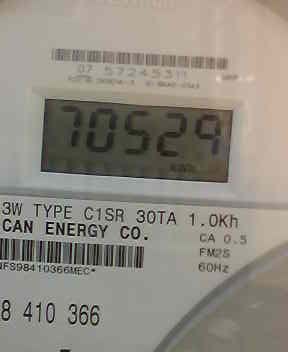 07 57245311
70529
3W TYPE C1SR 30TA 1.0Kh
CAN ENERGY CO.
CA 0.5
FM2S
60Hz
NFS98410366MEC*
8 410 366